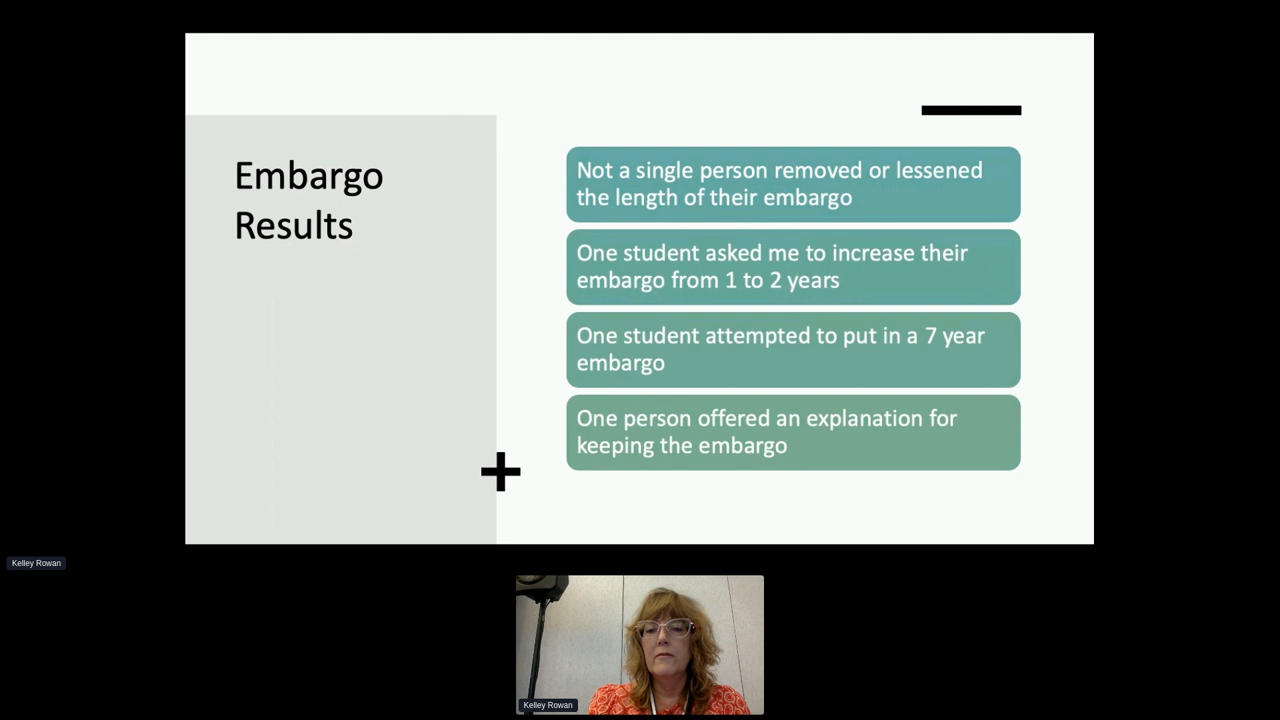 Embargo
Results
Not a single person removed or lessened
the length of their embargo
One student asked me to increase their
embargo from 1 to 2 years
One student attempted to put in a 7 year
embargo
One person offered an explanation for
keeping the embargo
Kelley Rowan
Kelley Rowan